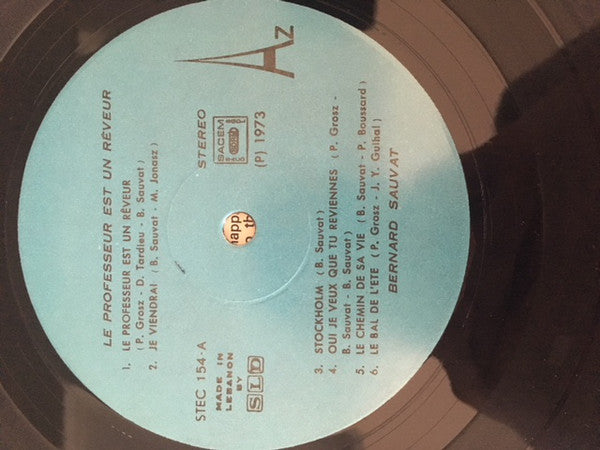 LE PROFESSEUR EST UN RÊVEUR
1. LE PROFESSEUR EST UN RÊVEUR
( P. Grosz - D. Tardieu - B. Sauvat )
2. JE VIENDRAI ( B. Sauvat - M. Jonasz )
STEC 154-A
MADE IN
LEBANON
BY
SLD
STEREO
SACEM
(P) 1973
AZ
3. STOCKHOLM ( B. Sauvat )
4. OUI JE VEUX QUE TU REVIENNES ( P. Grosz -
B. Sauvat - B. Sauvat )
5. LE CHEMIN DE SA VIE ( B. Sauvat - P. Boussard )
6. LE BAL DE L'ETE ( P. Grosz - J. Y. Guihal )
BERNARD SAUVAT